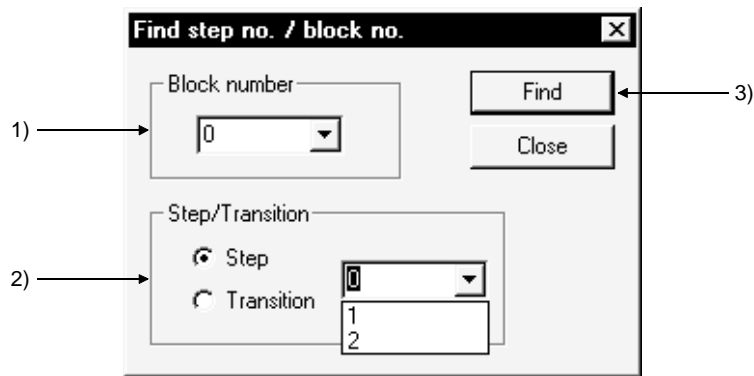 Find step no. / block no.
Block number
1)
0
Find
3)
Close
Step/Transition
2)
Step
0
Transition
1
2